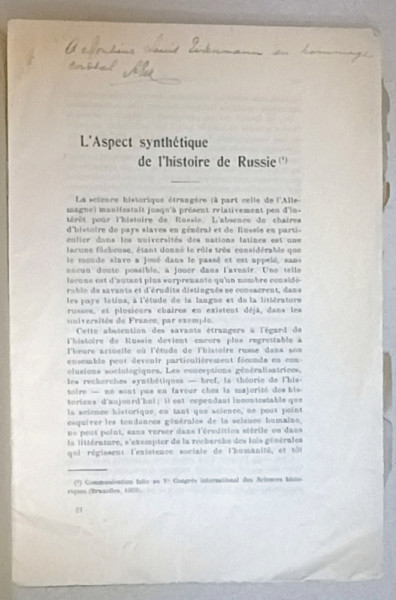 A Monsieur Louis                  en hommage
cordial
L'Aspect synthétique
de l'histoire de Russie (¹)
La science historique étrangère (à part celle de l'Alle-
magne) manifestait jusqu'à présent relativement peu d'in-
térêt pour l'histoire de Russie. L'absence de chaires
d'histoire de pays slaves en général et de Russie en parti-
culier dans les universités des nations latines est une
lacune fâcheuse, étant donné le rôle très considérable que
le monde slave a joué dans le passé et est appelé, sans
aucun doute possible, à jouer dans l'avenir. Une telle
lacune est d'autant plus surprenante qu'un nombre considé-
rable de savants et d'érudits distingués se consacrent, dans
les pays latins, à l'étude de la langue et de la littérature
russes, et plusieurs chaires en existent déjà, dans les
universités de France, par exemple.
Cette abstention des savants étrangers à l'égard de
l'histoire de Russie devient encore plus regrettable à
l'heure actuelle où l'étude de l'histoire russe dans son
ensemble peut devenir particulièrement féconde en con-
clusions sociologiques. Les conceptions généralisatrices,
les recherches synthétiques — bref, la théorie de l'his-
toire — ne sont pas en faveur chez la majorité des his-
toriens d'aujourd'hui; il est cependant incontestable que
la science historique, en tant que science, ne peut point
esquiver les tendances générales de la science humaine,
ne peut point, sans verser dans l'érudition stérile ou dans
la littérature, s'exempter de la recherche des lois générales
qui régissent l'existence sociale de l'humanité, et tôt
(¹) Communication faite au Vᵉ Congrès international des Sciences histo-
riques (Bruxelles, 1923).